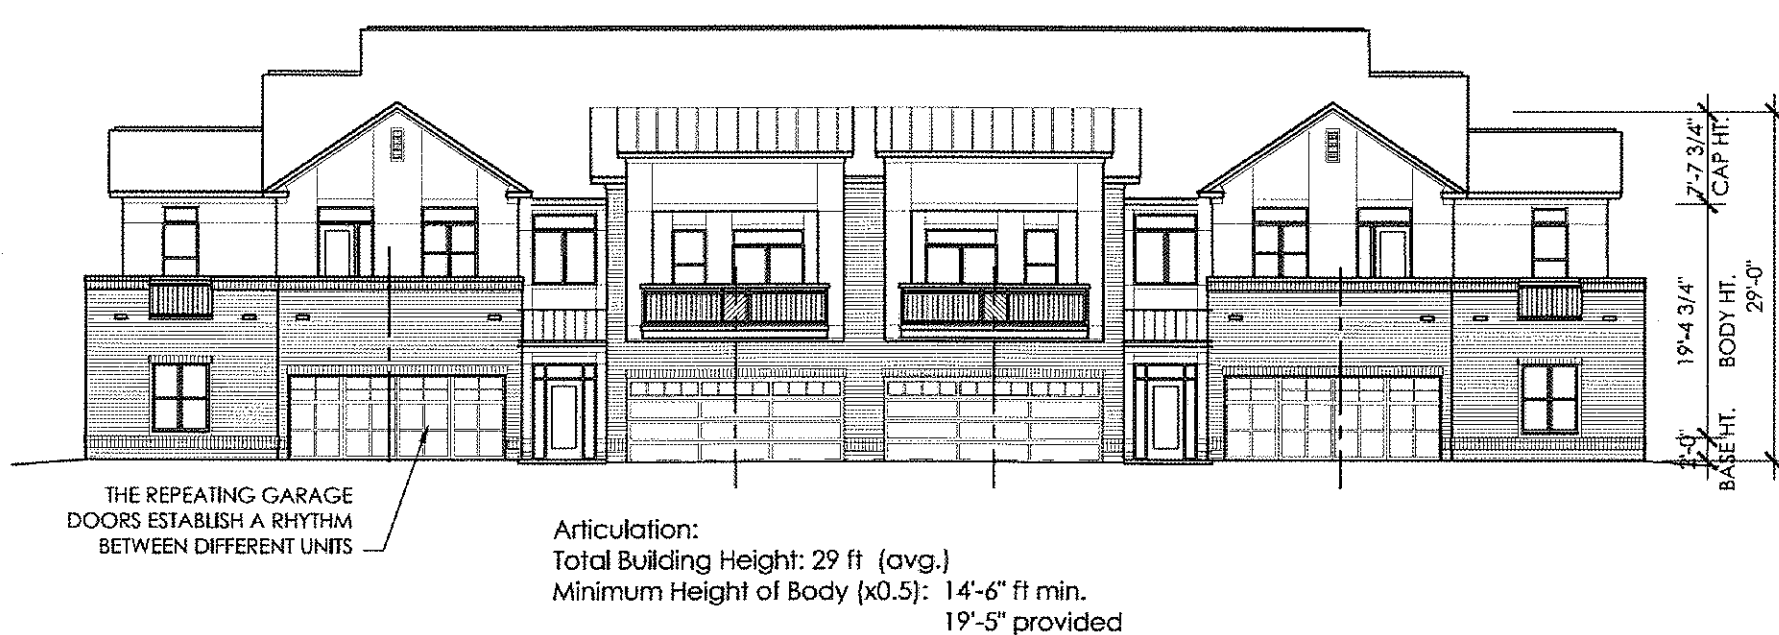 7'-7 3/4"
CAP HT.
19'-4 3/4"
BODY HT.
29'-0"
2'-0"
BASE HT.
THE REPEATING GARAGE
DOORS ESTABLISH A RHYTHM
BETWEEN DIFFERENT UNITS
Articulation:
Total Building Height: 29 ft (avg.)
Minimum Height of Body (x0.5): 14'-6" ft min.
19'-5" provided